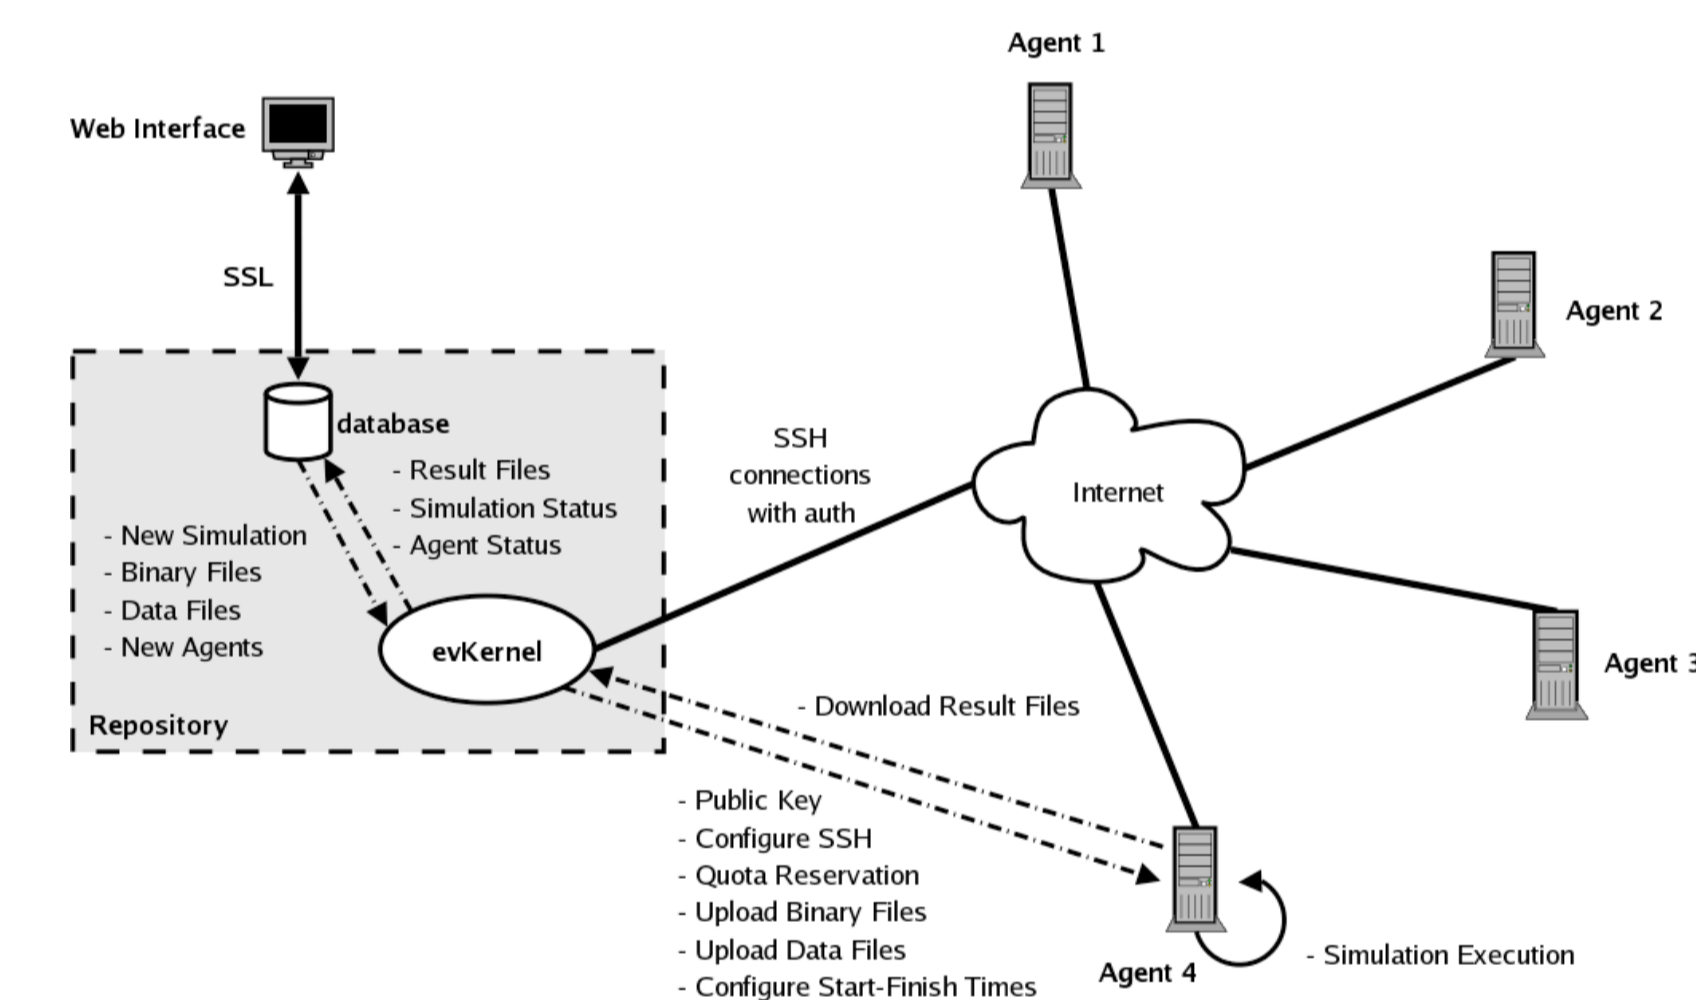 Agent 1
Web Interface
SSL
Agent 2
database
- Result Files
- Simulation Status
- Agent Status
- New Simulation
- Binary Files
- Data Files
- New Agents
evKernel
Repository
SSH
connections
with auth
Internet
Agent 3
- Download Result Files
- Public Key
- Configure SSH
- Quota Reservation
- Upload Binary Files
- Upload Data Files
- Configure Start-Finish Times
Agent 4
- Simulation Execution